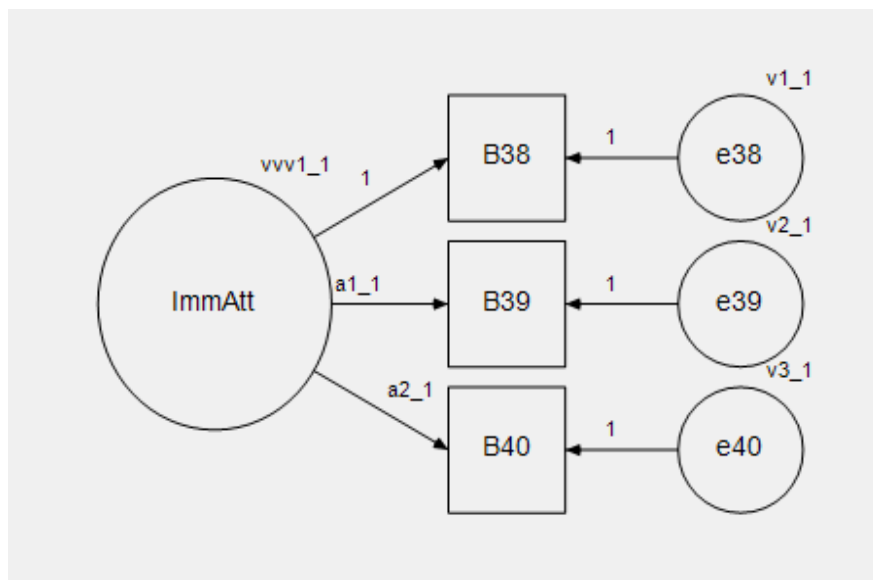 v1_1
vvv1_1
1
B38
1
e38
v2_1
ImmAtt
a1_1
B39
1
e39
v3_1
a2_1
B40
1
e40